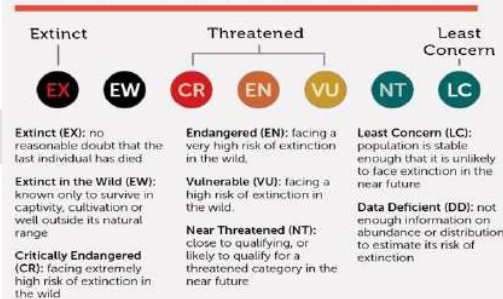 Extinct
Threatened
Least
Concern
EX
EW
CR
EN
VU
NT
LC
Extinct (EX): no
reasonable doubt that the
last individual has died
Extinct in the Wild (EW):
known only to survive in
captivity, cultivation or
well outside its natural
range
Critically Endangered
(CR): facing extremely
high risk of extinction in
the wild
Endangered (EN): facing a
very high risk of extinction
in the wild,
Vulnerable (VU): facing a
high risk of extinction in
the wild.
Near Threatened (NT):
close to qualifying, or
likely to qualify for a
threatened category in the
near future
Least Concern (LC):
population is stable
enough that it is unlikely
to face extinction in the
near future
Data Deficient (DD): not
enough information on
abundance or distribution
to estimate its risk of
extinction